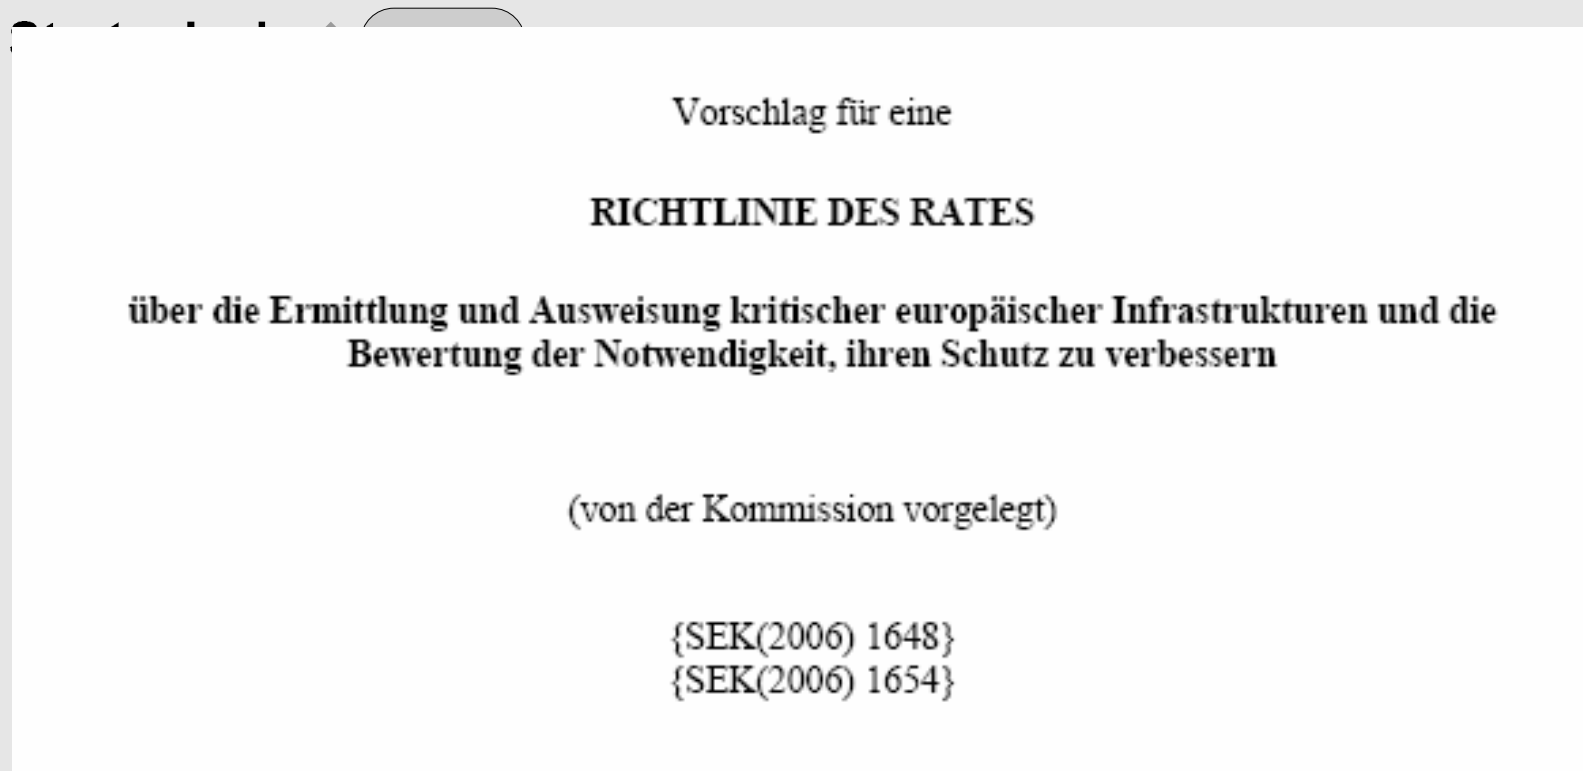 Vorschlag für eine
RICHTLINIE DES RATES
über die Ermittlung und Ausweisung kritischer europäischer Infrastrukturen und die
Bewertung der Notwendigkeit, ihren Schutz zu verbessern
(von der Kommission vorgelegt)
{SEK(2006) 1648}
{SEK(2006) 1654}